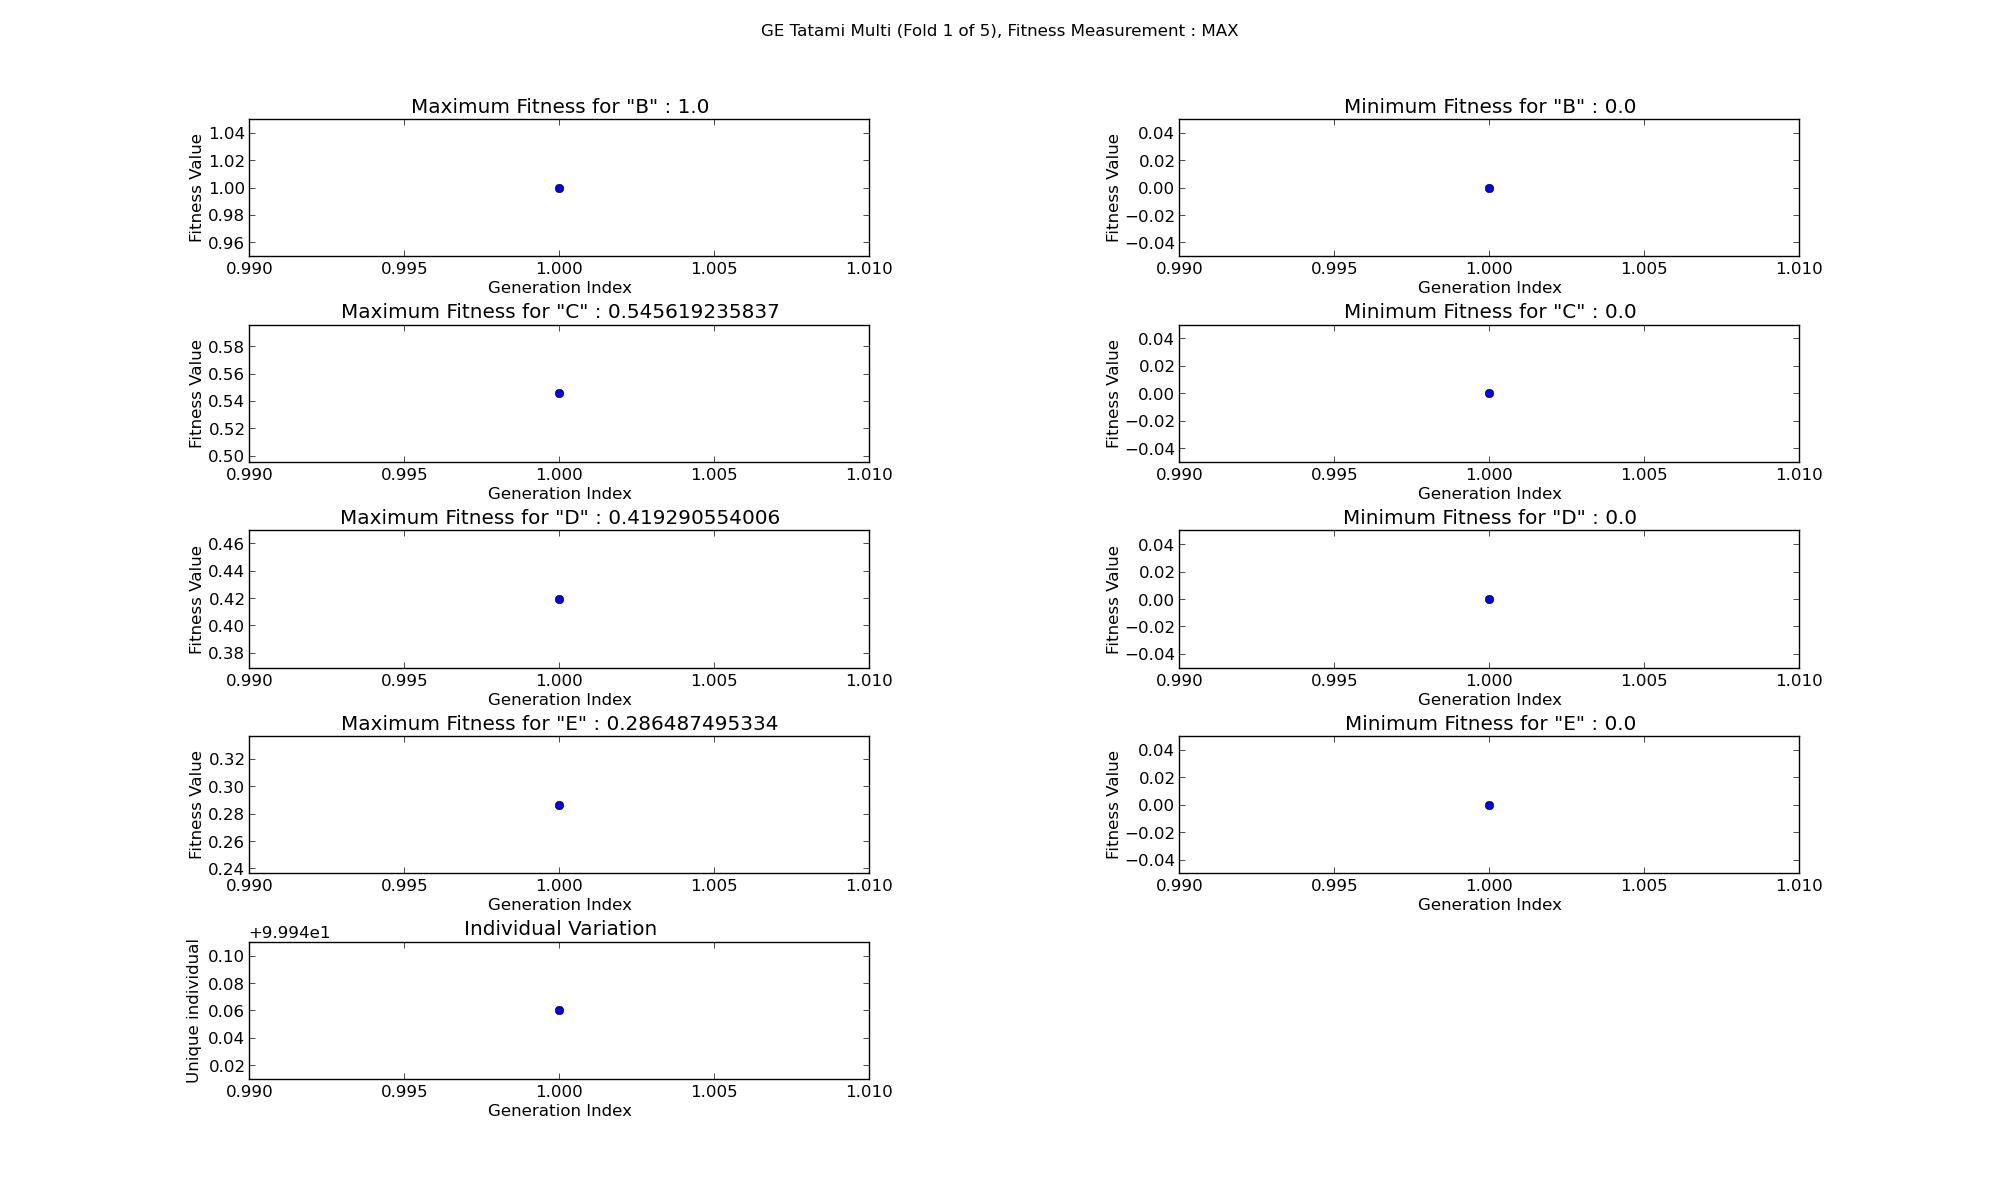 GE Tatami Multi (Fold 1 of 5), Fitness Measurement : MAX
Maximum Fitness for "B" : 1.0
Fitness Value
1.04
1.02
1.00
0.98
0.96
0.990 0.995 1.000 1.005 1.010
Generation Index
Minimum Fitness for "B" : 0.0
Fitness Value
0.04
0.02
0.00
−0.02
−0.04
0.990 0.995 1.000 1.005 1.010
Generation Index
Maximum Fitness for "C" : 0.545619235837
Fitness Value
0.58
0.56
0.54
0.52
0.50
0.990 0.995 1.000 1.005 1.010
Generation Index
Minimum Fitness for "C" : 0.0
Fitness Value
0.04
0.02
0.00
−0.02
−0.04
0.990 0.995 1.000 1.005 1.010
Generation Index
Maximum Fitness for "D" : 0.419290554006
Fitness Value
0.46
0.44
0.42
0.40
0.38
0.990 0.995 1.000 1.005 1.010
Generation Index
Minimum Fitness for "D" : 0.0
Fitness Value
0.04
0.02
0.00
−0.02
−0.04
0.990 0.995 1.000 1.005 1.010
Generation Index
Maximum Fitness for "E" : 0.286487495334
Fitness Value
0.32
0.30
0.28
0.26
0.24
0.990 0.995 1.000 1.005 1.010
Generation Index
Minimum Fitness for "E" : 0.0
Fitness Value
0.04
0.02
0.00
−0.02
−0.04
0.990 0.995 1.000 1.005 1.010
Generation Index
Individual Variation
+9.994e1
Unique individual
0.10
0.08
0.06
0.04
0.02
0.990 0.995 1.000 1.005 1.010
Generation Index